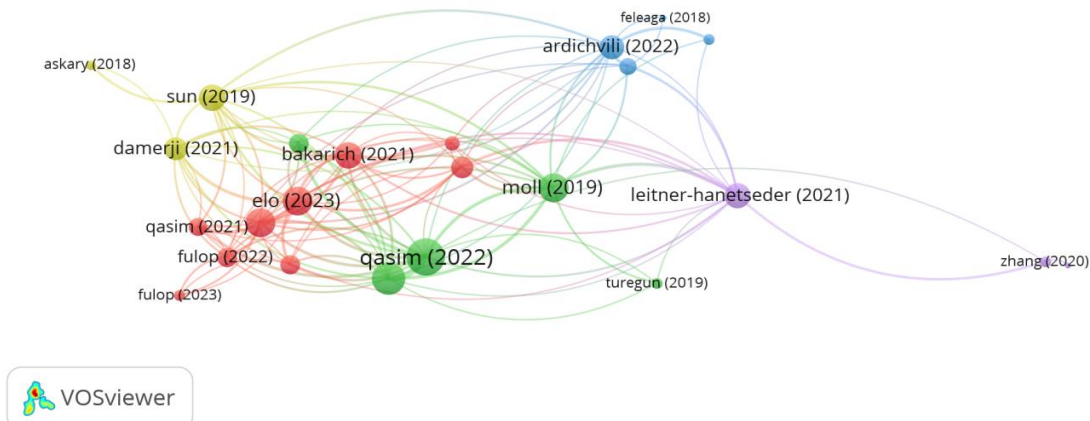 feleaga (2018)
ardichvili (2022)
askary (2018)
sun (2019)
damerji (2021)
bakarich (2021)
moll (2019)
leitner-hanetseder (2021)
elo (2023)
qasim (2021)
qasim (2022)
fulop (2022)
zhang (2020)
turegun (2019)
fulop (2023)
VOSviewer